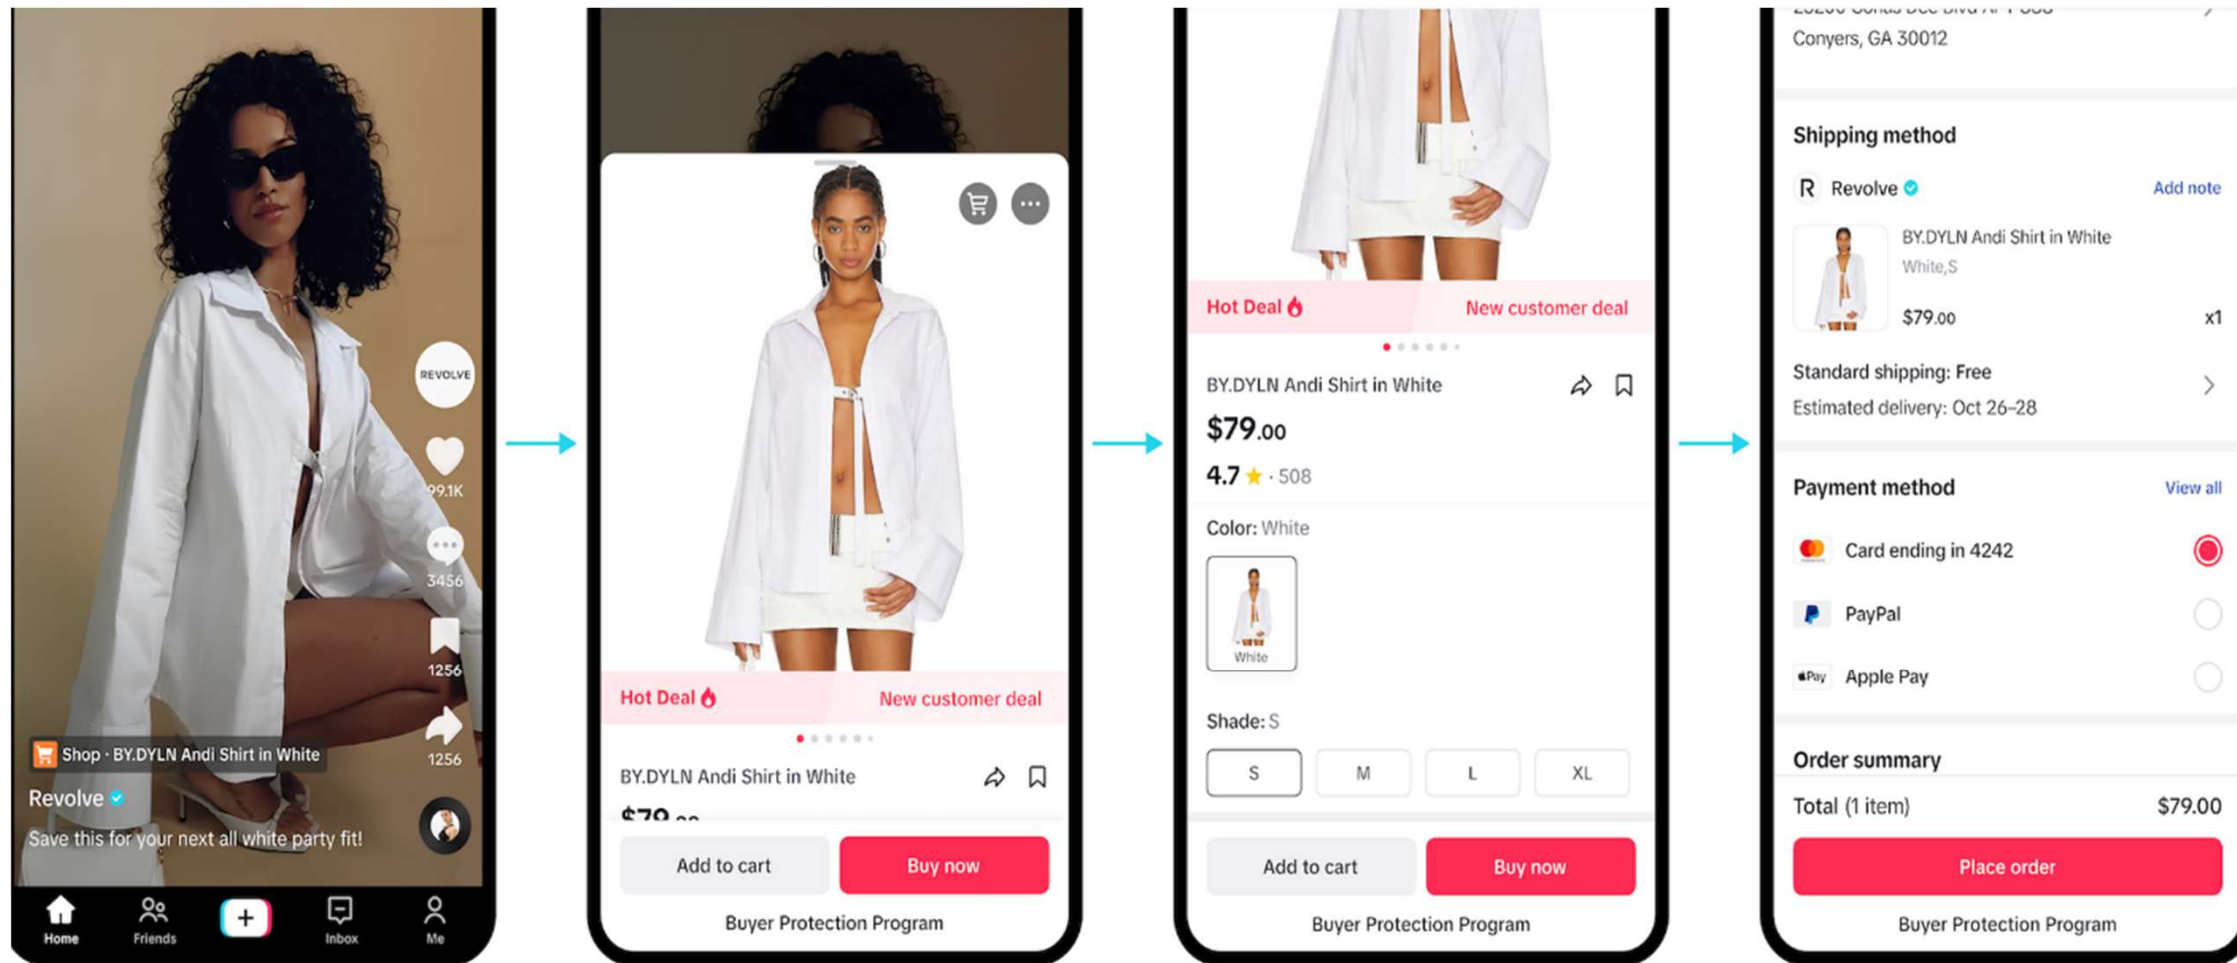 REVOLVE
99.1K
3456
1256
1256
Shop · BY.DYLN Andi Shirt in White
Revolve
Save this for your next all white party fit!
Home
Friends
Inbox
Me
Hot Deal
New customer deal
BY.DYLN Andi Shirt in White
Add to cart
Buy now
Buyer Protection Program
Hot Deal
New customer deal
BY.DYLN Andi Shirt in White
$79.00
4.7 ★ · 508
Color: White
White
Shade: S
S
M
L
XL
Add to cart
Buy now
Buyer Protection Program
Conyers, GA 30012
Shipping method
R
Revolve
Add note
BY.DYLN Andi Shirt in White
White,S
$79.00
x1
Standard shipping: Free
Estimated delivery: Oct 26–28
Payment method
View all
Card ending in 4242
PayPal
Pay
Apple Pay
Order summary
Total (1 item)
$79.00
Place order
Buyer Protection Program